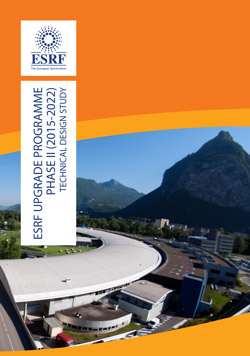 ESRF
The European Synchrotron
ESRF UPGRADE PROGRAMME
PHASE II (2015-2022)
TECHNICAL DESIGN STUDY